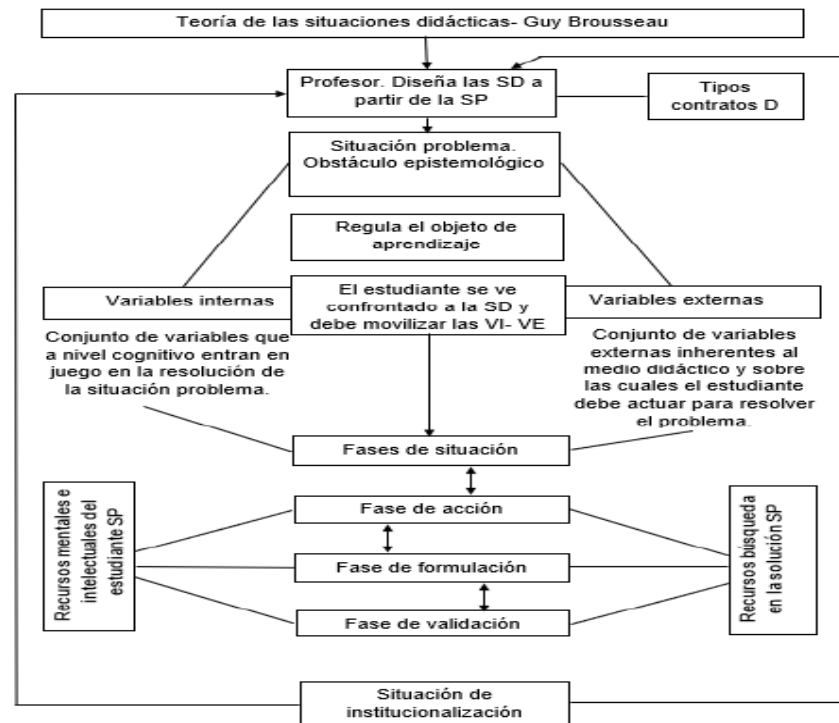 Teoría de las situaciones didácticas- Guy Brousseau
Profesor. Diseña las SD a
partir de la SP
Tipos
contratos D
Situación problema.
Obstáculo epistemológico
Regula el objeto de
aprendizaje
Variables internas
El estudiante se ve
confrontado a la SD y
debe movilizar las VI- VE
Variables externas
Conjunto de variables que
a nivel cognitivo entran en
juego en la resolución de
la situación problema.
Conjunto de variables
externas inherentes al
medio didáctico y sobre
las cuales el estudiante
debe actuar para resolver
el problema.
Fases de situación
Recursos mentales e
intelectuales del
estudiante SP
Fase de acción
Fase de formulación
Fase de validación
Recursos búsqueda
en la solución SP
Situación de
institucionalización